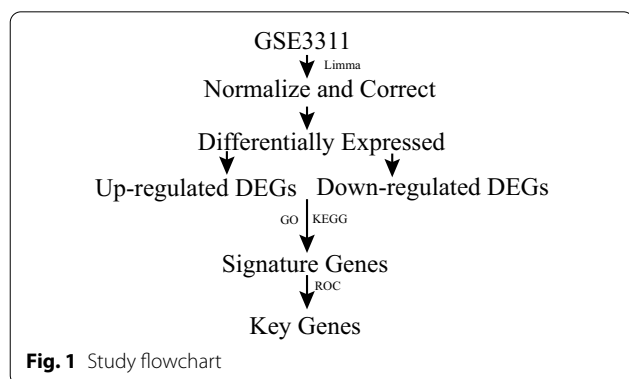 GSE3311
Limma
Normalize and Correct
Differentially Expressed
Up-regulated DEGs Down-regulated DEGs
GO KEGG
Signature Genes
ROC
Key Genes
Fig. 1 Study flowchart